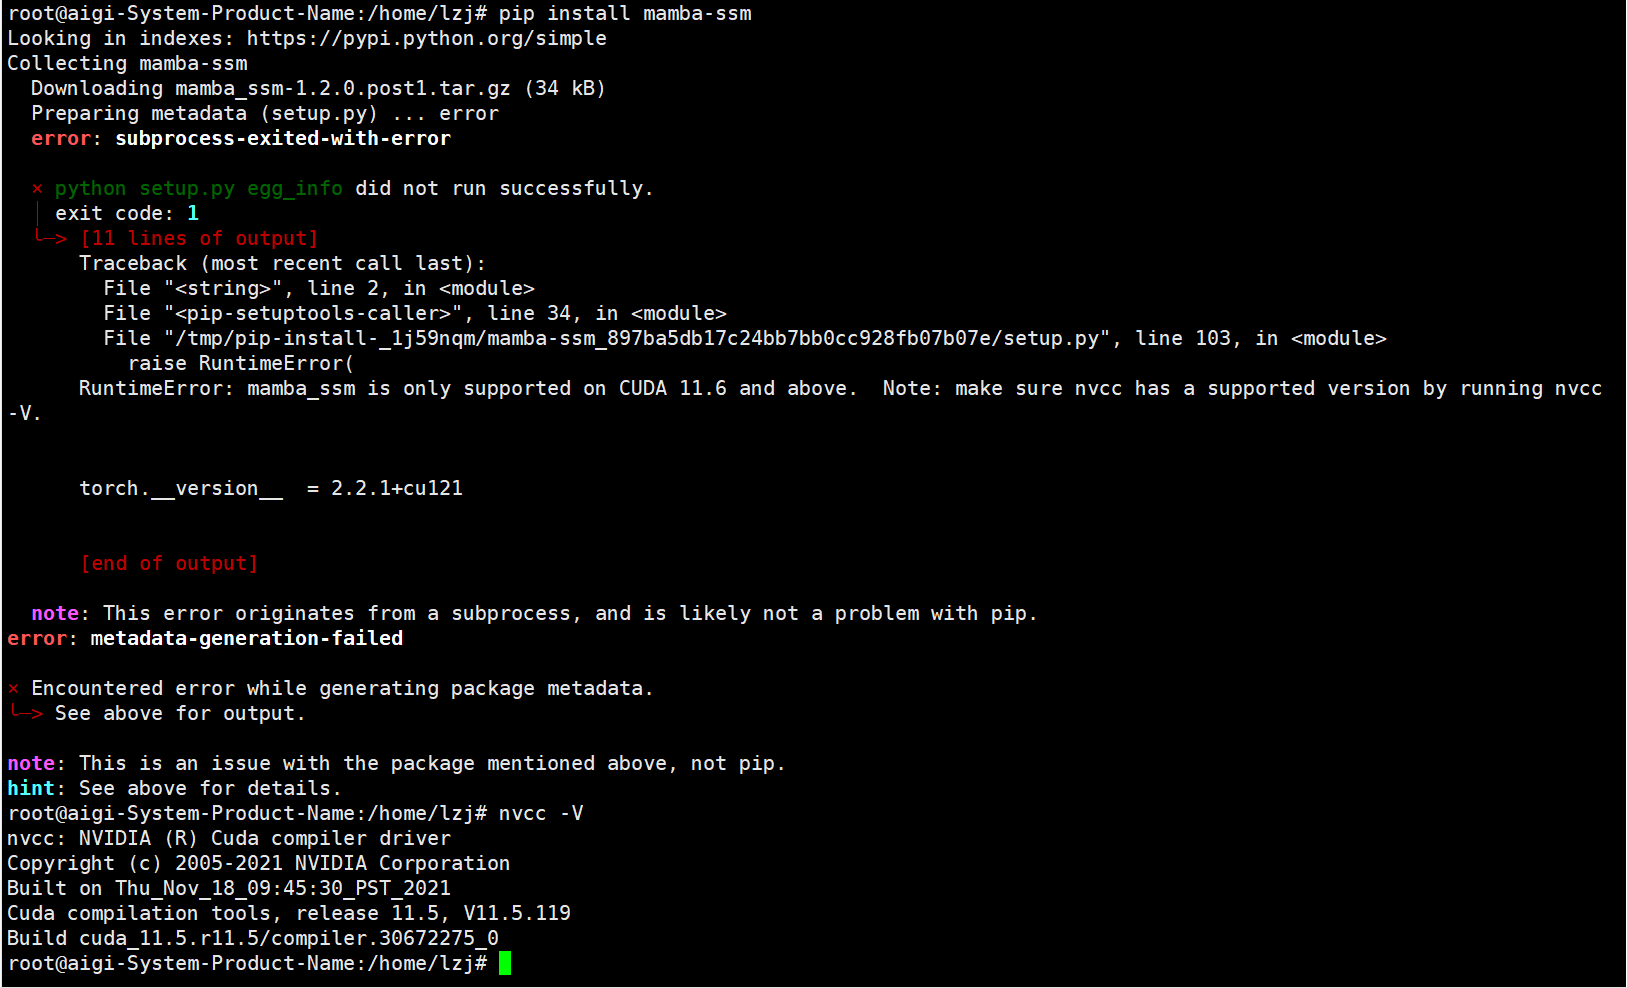 root@aigi-System-Product-Name:/home/lzj# pip install mamba-ssm
Looking in indexes: https://pypi.python.org/simple
Collecting mamba-ssm
  Downloading mamba_ssm-1.2.0.post1.tar.gz (34 kB)
  Preparing metadata (setup.py) ... error
  error: subprocess-exited-with-error

  × python setup.py egg_info did not run successfully.
  │ exit code: 1
  ╰─> [11 lines of output]
      Traceback (most recent call last):
        File "<string>", line 2, in <module>
        File "<pip-setuptools-caller>", line 34, in <module>
        File "/tmp/pip-install-_1j59nqm/mamba-ssm_897ba5db17c24bb7bb0cc928fb07b07e/setup.py", line 103, in <module>
          raise RuntimeError(
      RuntimeError: mamba_ssm is only supported on CUDA 11.6 and above.  Note: make sure nvcc has a supported version by running nvcc
-V.

      torch.__version__  = 2.2.1+cu121

      [end of output]

  note: This error originates from a subprocess, and is likely not a problem with pip.
error: metadata-generation-failed

× Encountered error while generating package metadata.
╰─> See above for output.

note: This is an issue with the package mentioned above, not pip.
hint: See above for details.
root@aigi-System-Product-Name:/home/lzj# nvcc -V
nvcc: NVIDIA (R) Cuda compiler driver
Copyright (c) 2005-2021 NVIDIA Corporation
Built on Thu_Nov_18_09:45:30_PST_2021
Cuda compilation tools, release 11.5, V11.5.119
Build cuda_11.5.r11.5/compiler.30672275_0
root@aigi-System-Product-Name:/home/lzj#